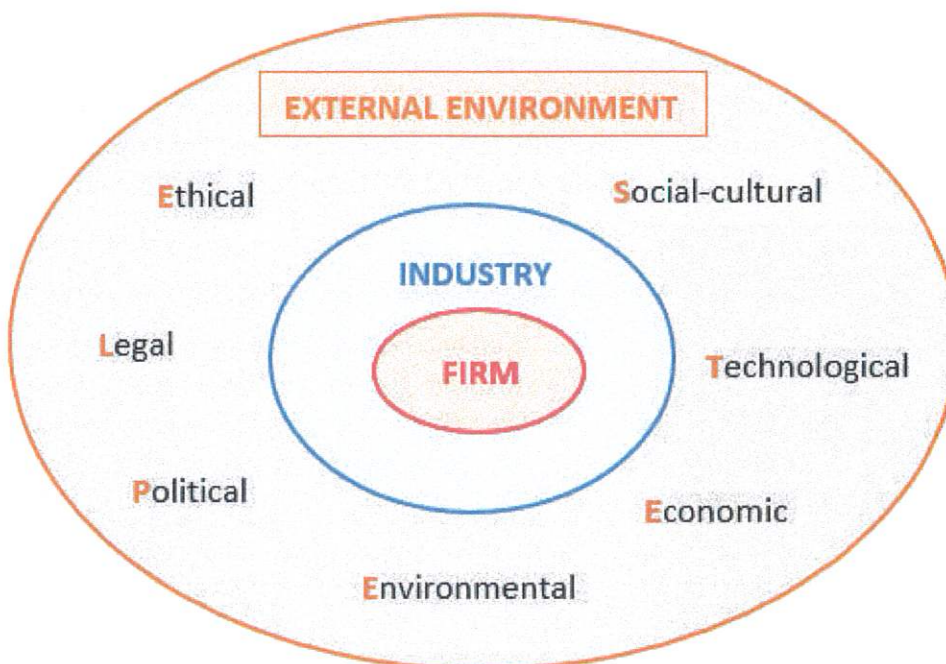 EXTERNAL ENVIRONMENT
Ethical
Social-cultural
INDUSTRY
Legal
FIRM
Technological
Political
Economic
Environmental